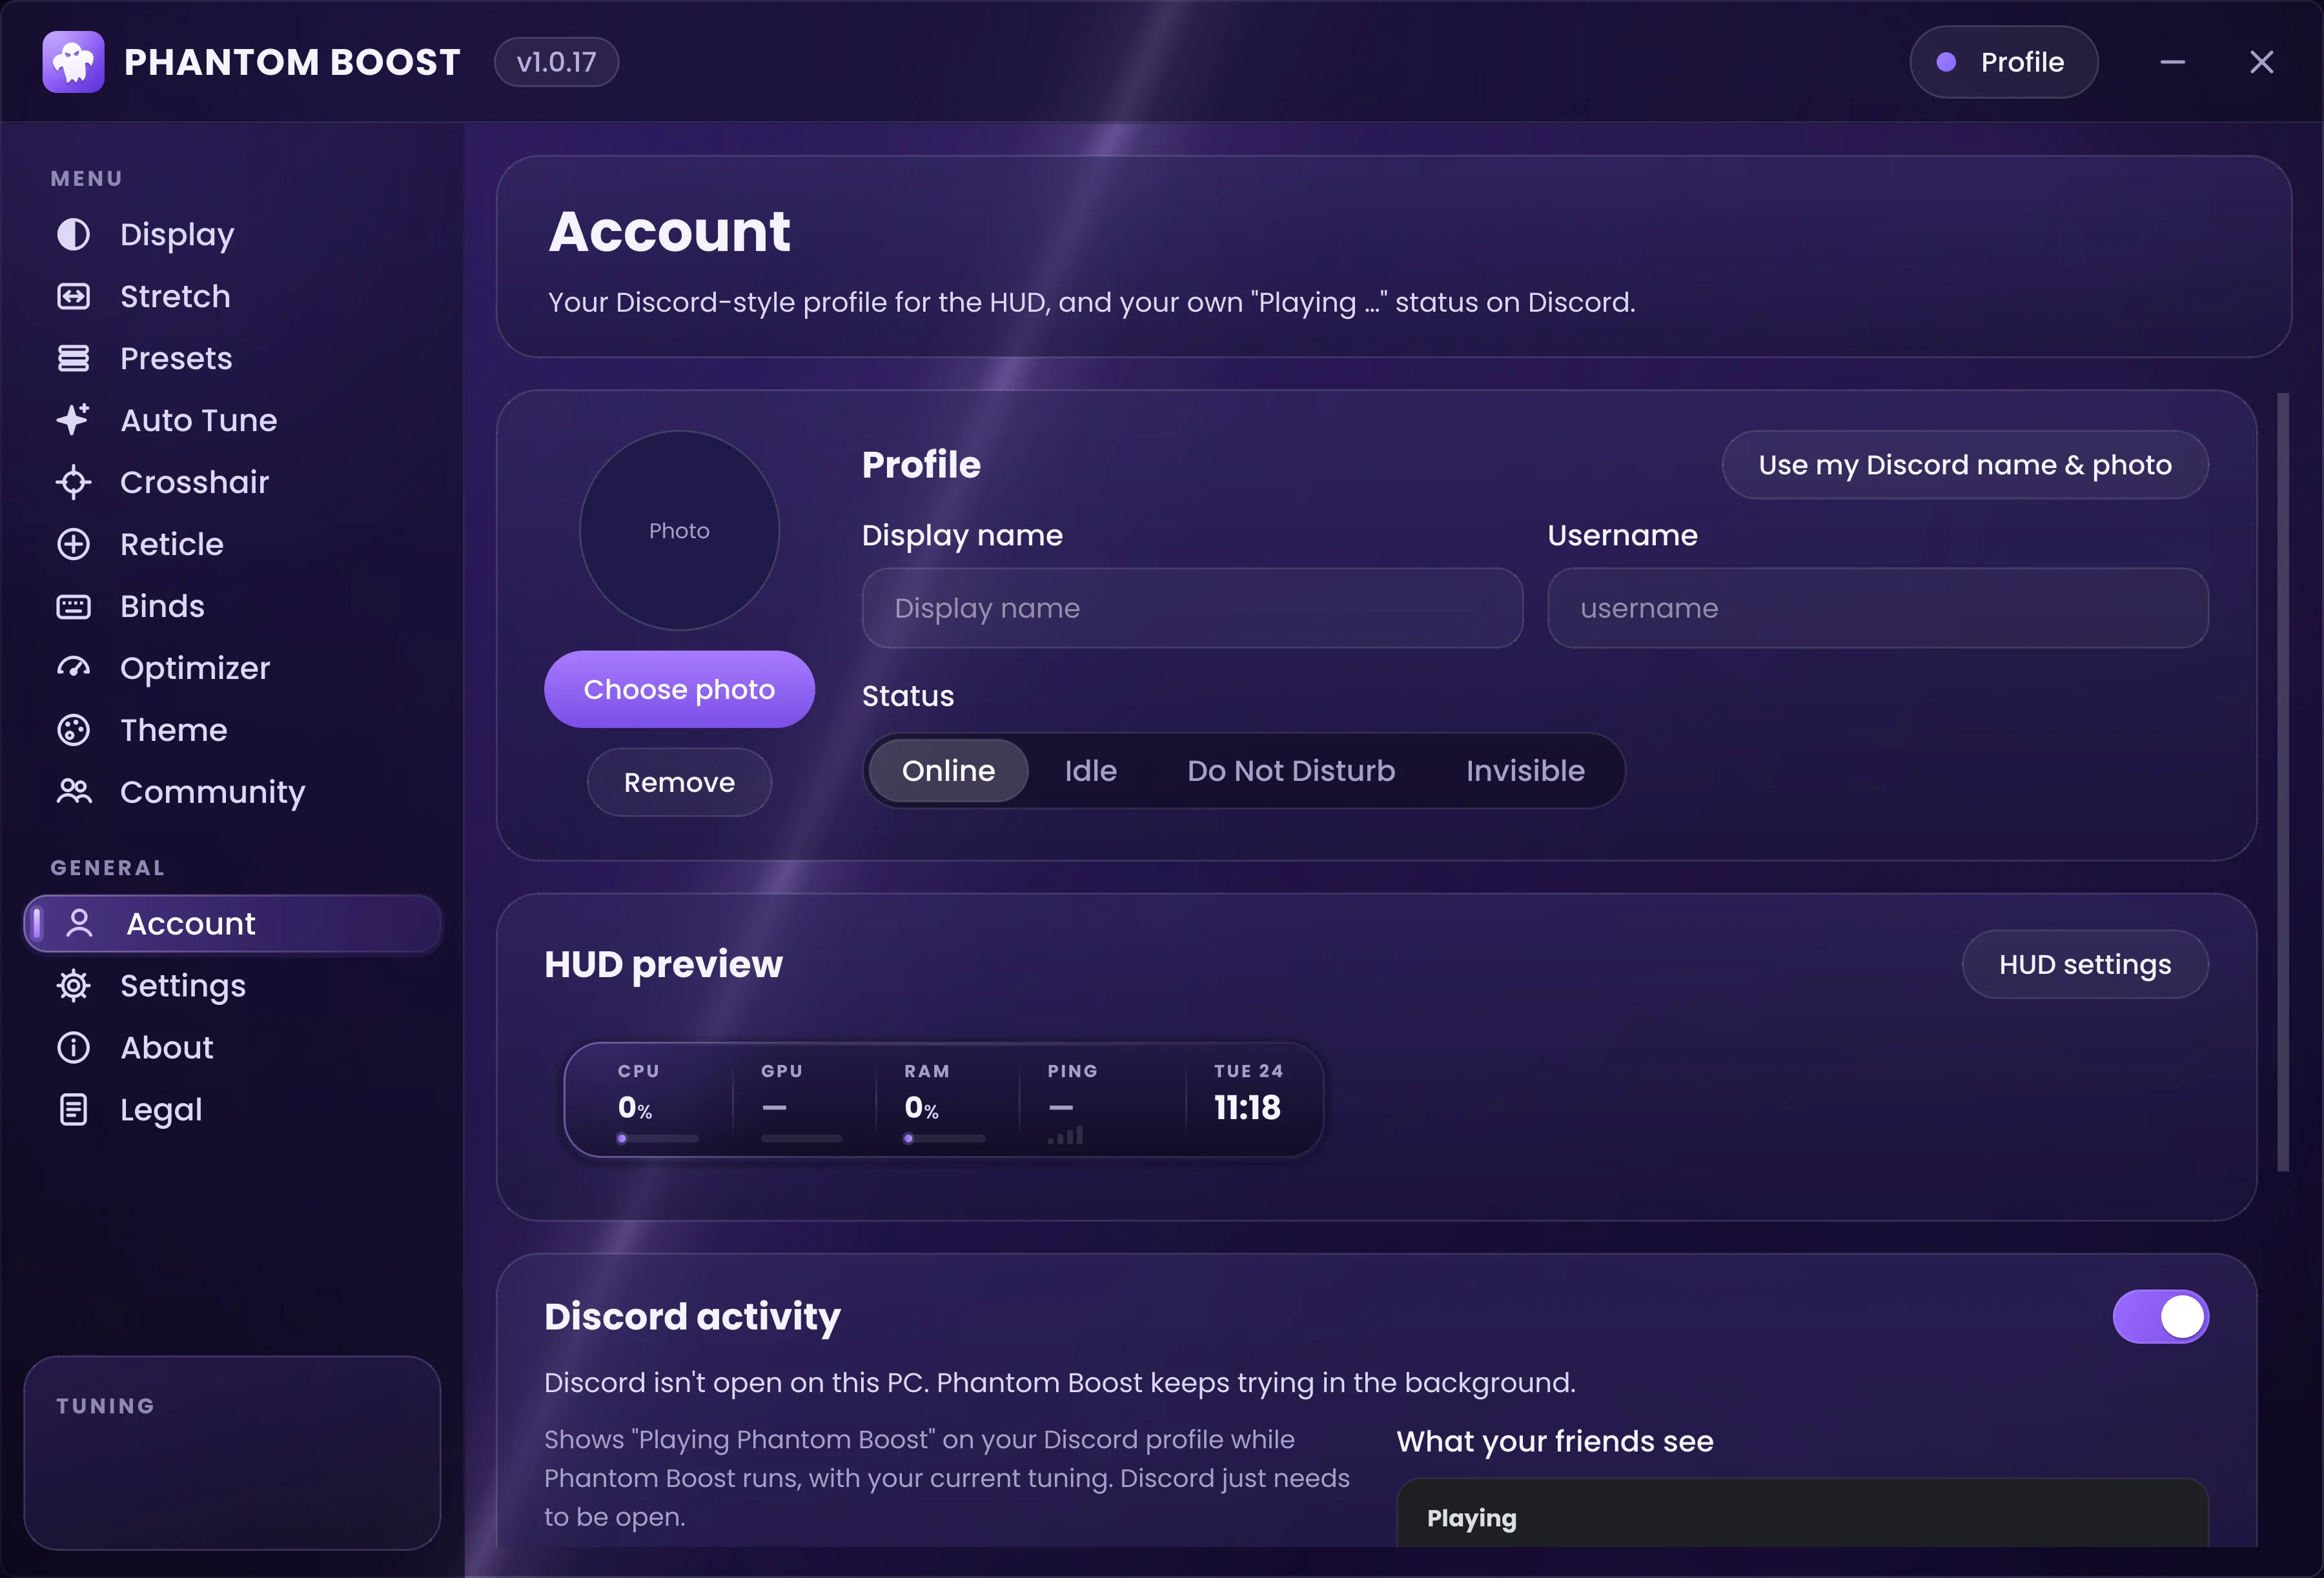 PHANTOM BOOST
v1.0.17
Profile
MENU
Display
Stretch
Presets
Auto Tune
Crosshair
Reticle
Binds
Optimizer
Theme
Community
GENERAL
Account
Settings
About
Legal
TUNING
Account
Your Discord-style profile for the HUD, and your own "Playing ..." status on Discord.
Photo
Choose photo
Remove
Profile
Use my Discord name & photo
Display name
Username
Display name
username
Status
Online
Idle
Do Not Disturb
Invisible
HUD preview
HUD settings
CPU
0%
GPU
—
RAM
0%
PING
—
TUE 24
11:18
Discord activity
Discord isn't open on this PC. Phantom Boost keeps trying in the background.
Shows "Playing Phantom Boost" on your Discord profile while
Phantom Boost runs, with your current tuning. Discord just needs
to be open.
What your friends see
Playing